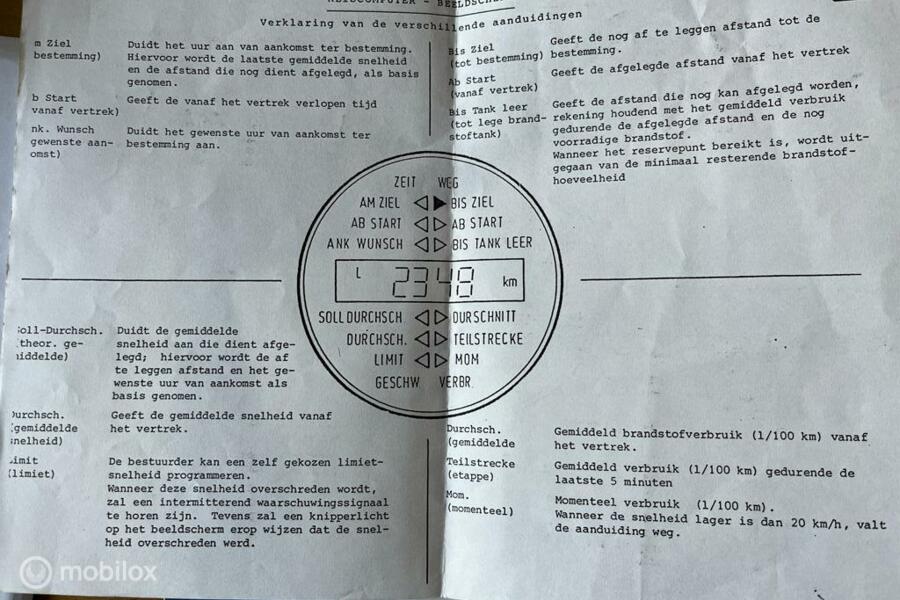 REISCOMPUTER - BEELDSCHE
Verklaring van de verschillende aanduidingen
m Ziel
bestemming)
Duidt het uur aan van aankomst ter bestemming.
Hiervoor wordt de laatste gemiddelde snelheid
en de afstand die nog dient afgelegd, als basis
genomen.
b Start
vanaf vertrek)
Geeft de vanaf het vertrek verlopen tijd
nk. Wunsch
gewenste aan-
omst)
Duidt het gewenste uur van aankomst ter
bestemming aan.
Bis Ziel
(tot bestemming)
Geeft de nog af te leggen afstand tot de
bestemming.
Ab Start
(vanaf vertrek)
Geeft de afgelegde afstand vanaf het vertrek
Bis Tank leer
(tot lege brand-
stoftank)
Geeft de afstand die nog kan afgelegd worden,
rekening houdend met het gemiddeld verbruik
gedurende de afgelegde afstand en de nog
voorradige brandstof.
Wanneer het reservepunt bereikt is, wordt uit-
gegaan van de minimaal resterende brandstof-
hoeveelheid
ZEIT WEG
AM ZIEL ◁▶ BIS ZIEL
AB START ◁▷ AB START
ANK WUNSCH ◁▷ BIS TANK LEER
L 2348 km
SOLL DURCHSCH. ◁▷ DURSCHNITT
DURCHSCH. ◁▷ TEILSTRECKE
LIMIT ◁▷ MOM
GESCHW. VERBR.
oll-Durchsch.
theor. ge-
iddelde)
Duidt de gemiddelde
snelheid aan die dient afge-
legd; hiervoor wordt de af
te leggen afstand en het ge-
wenste uur van aankomst als
basis genomen.
urchsch.
(gemiddelde
nelheid)
Geeft de gemiddelde snelheid vanaf
het vertrek.
imit
(limiet)
De bestuurder kan een zelf gekozen limiet-
snelheid programmeren.
Wanneer deze snelheid overschreden wordt,
zal een intermitterend waarschuwingssignaal
te horen zijn. Tevens zal een knipperlicht
op het beeldscherm erop wijzen dat de snel-
heid overschreden werd.
Durchsch.
(gemiddelde
Gemiddeld brandstofverbruik (l/100 km) vanaf
het vertrek.
Teilstrecke
(etappe)
Gemiddeld verbruik (l/100 km) gedurende de
laatste 5 minuten
Mom.
(momenteel)
Momenteel verbruik (l/100 km).
Wanneer de snelheid lager is dan 20 km/h, valt
de aanduiding weg.
mobilox